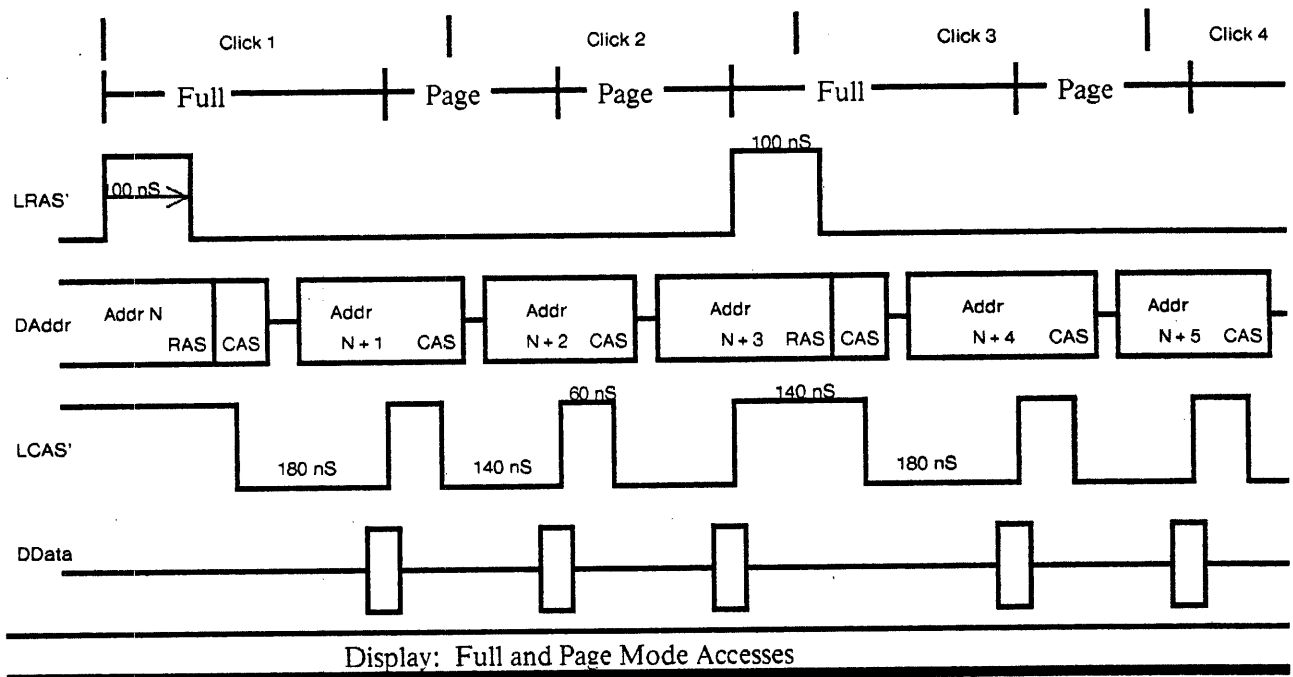 Click 1 Click 2 Click 3 Click 4
Full Page Page Full Page
100 nS
LRAS' 100 nS
DAddr Addr N RAS CAS Addr N + 1 CAS Addr N + 2 CAS Addr N + 3 RAS CAS Addr N + 4 CAS Addr N + 5 CAS
60 nS 140 nS
LCAS' 180 nS 140 nS 180 nS
DData
Display: Full and Page Mode Accesses